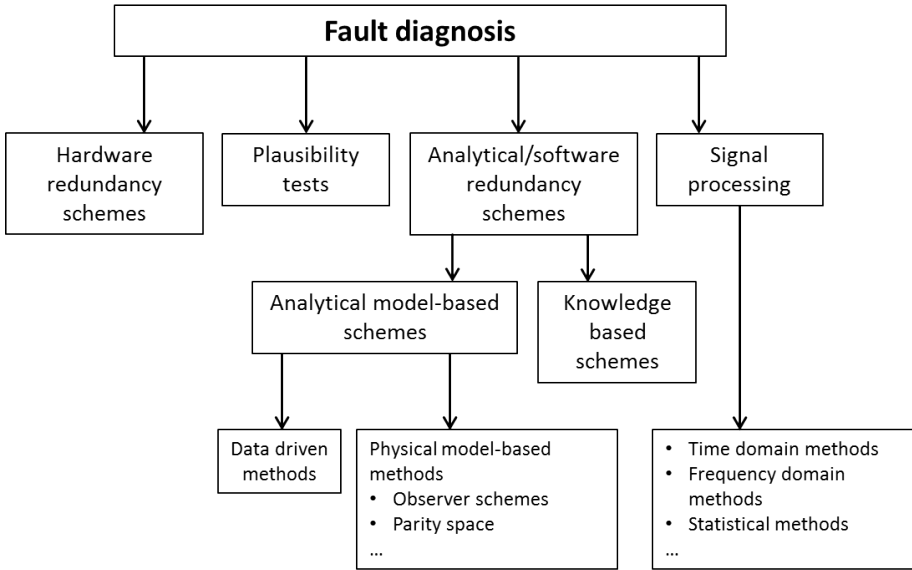 Fault diagnosis
Hardware
redundancy
schemes
Plausibility
tests
Analytical/software
redundancy
schemes
Signal
processing
Analytical model-based
schemes
Knowledge
based
schemes
Data driven
methods
Physical model-based
methods
• Observer schemes
• Parity space
...
• Time domain methods
• Frequency domain
methods
• Statistical methods
...